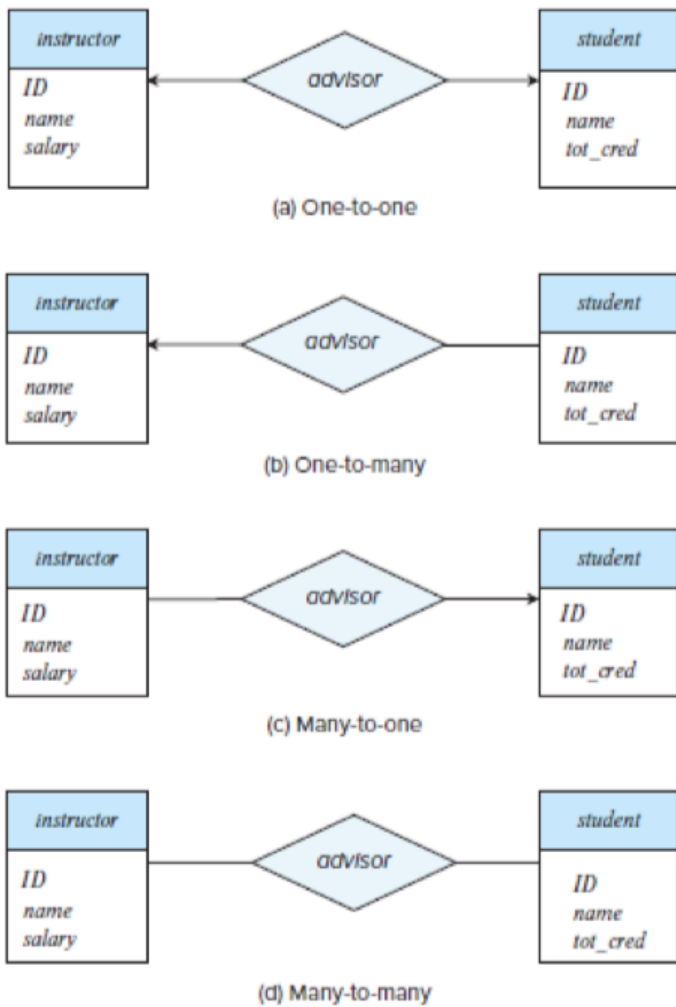 instructor
student
advisor
ID
name
salary
ID
name
tot_cred
(a) One-to-one
instructor
student
advisor
ID
name
salary
ID
name
tot_cred
(b) One-to-many
instructor
student
advisor
ID
name
salary
ID
name
tot_cred
(c) Many-to-one
instructor
student
advisor
ID
name
salary
ID
name
tot_cred
(d) Many-to-many